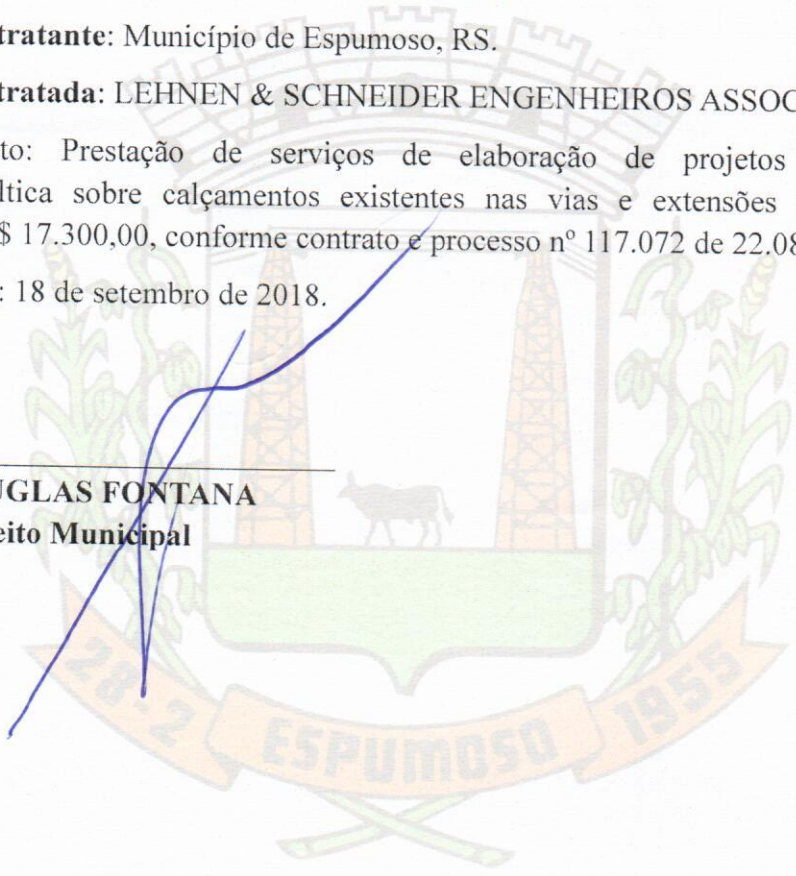 tratante: Município de Espumoso, RS.
tratada: LEHNEN & SCHNEIDER ENGENHEIROS ASSOC
to: Prestação de serviços de elaboração de projetos
ltica sobre calçamentos existentes nas vias e extensões
$ 17.300,00, conforme contrato e processo nº 117.072 de 22.08
: 18 de setembro de 2018.
UGLAS FONTANA
eito Municipal
28-2 ESPUMOSO 1955